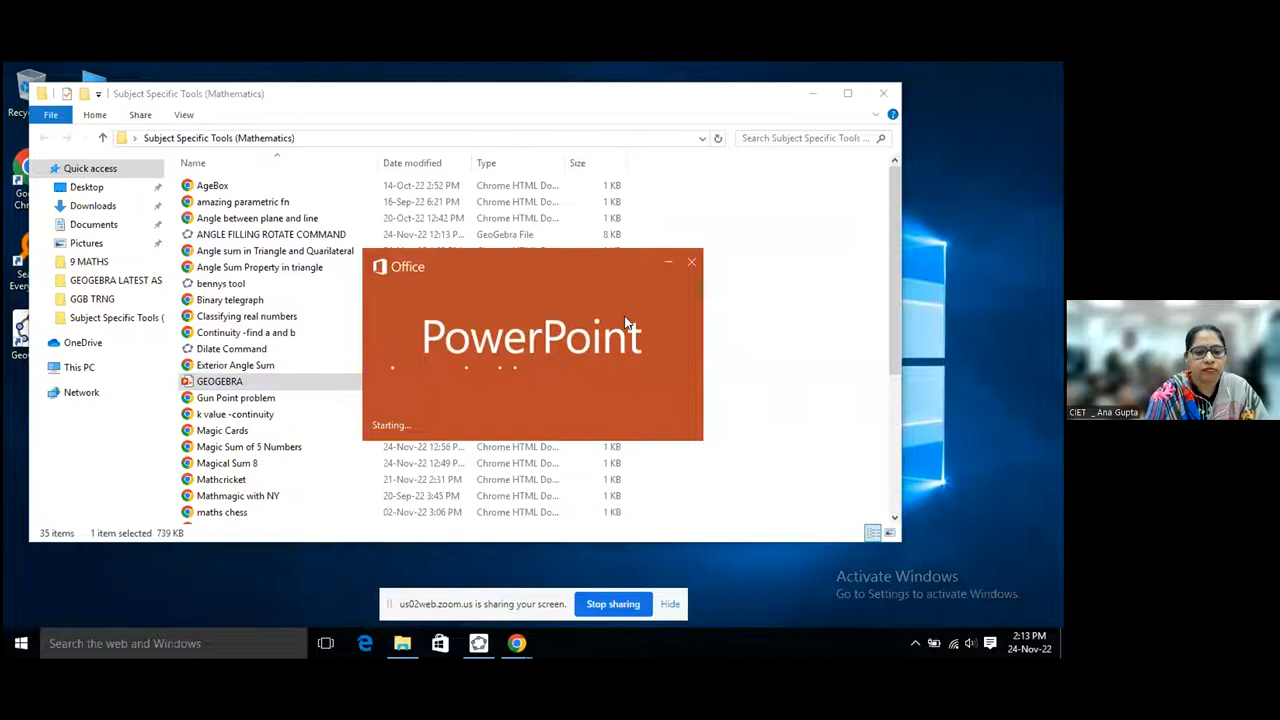 Subject Specific Tools (Mathematics)
File Home Share View
Subject Specific Tools (Mathematics)
Search Subject Specific Tools ...
Name Date modified Type Size
Quick access
Desktop
Downloads
Documents
Pictures
9 MATHS
GEOGEBRA LATEST AS
GGB TRNG
Subject Specific Tools (
OneDrive
This PC
Network
AgeBox 14-Oct-22 2:52 PM Chrome HTML Do... 1 KB
amazing parametric fn 16-Sep-22 6:21 PM Chrome HTML Do... 1 KB
Angle between plane and line 20-Oct-22 12:42 PM Chrome HTML Do... 1 KB
ANGLE FILLING ROTATE COMMAND 24-Nov-22 12:13 P... GeoGebra File 8 KB
Angle sum in Triangle and Quarilateral
Angle Sum Property in triangle
bennys tool
Binary telegraph
Classifying real numbers
Continuity -find a and b
Dilate Command
Exterior Angle Sum
GEOGEBRA
Gun Point problem
k value -continuity
Magic Cards
Magic Sum of 5 Numbers 24-Nov-22 12:56 P... Chrome HTML Do... 1 KB
Magical Sum 8 24-Nov-22 12:49 P... Chrome HTML Do... 1 KB
Mathcricket 21-Nov-22 2:31 PM Chrome HTML Do... 1 KB
Mathmagic with NY 20-Sep-22 3:45 PM Chrome HTML Do... 1 KB
maths chess 02-Nov-22 3:06 PM Chrome HTML Do... 1 KB
Office
PowerPoint
Starting...
35 items 1 item selected 739 KB
Activate Windows
Go to Settings to activate Windows.
us02web.zoom.us is sharing your screen. Stop sharing Hide
Search the web and Windows
2:13 PM
24-Nov-22
CIET _ Ana Gupta